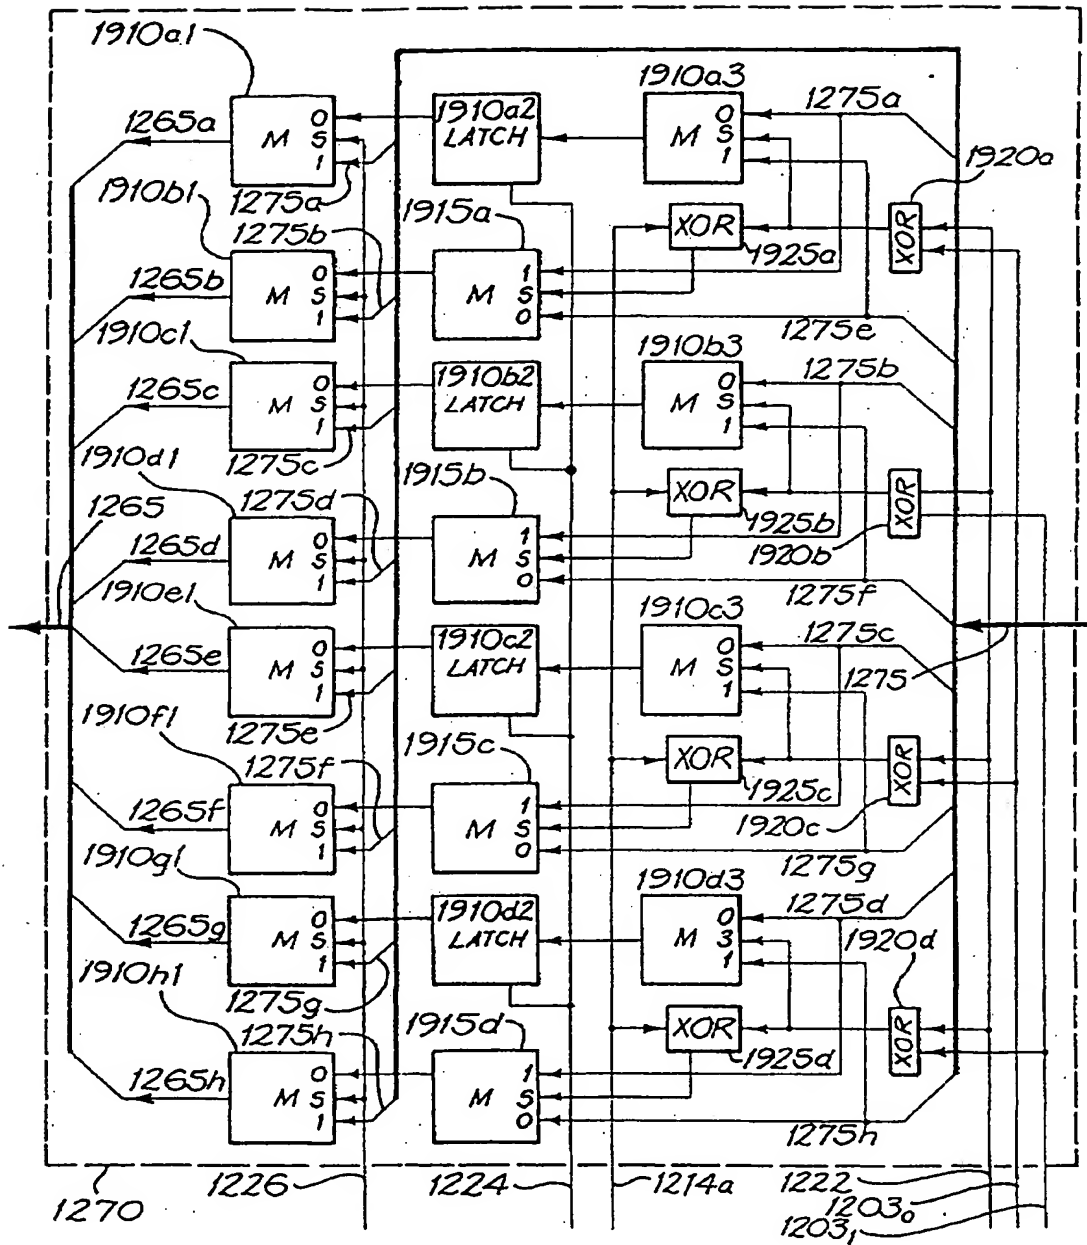 1910a1
1265a
M
0
S
1
1275a
1910a2
LATCH
1910a3
M
0
S
1
1275a
1920a
XOR
1910b1
1275b
1265b
M
0
S
1
1915a
M
1
S
0
XOR
1925a
1275e
1910c1
1265c
M
0
S
1
1275c
1910b2
LATCH
1910b3
M
0
S
1
1275b
1910d1
1265
1275d
1265d
M
0
S
1
1915b
M
1
S
0
XOR
1925b
XOR
1920b
1275f
1910e1
1265e
M
0
S
1
1275e
1910c2
LATCH
1910c3
M
0
S
1
1275c
1275
1910f1
1275f
1265f
M
0
S
1
1915c
M
1
S
0
XOR
1925c
XOR
1920c
1275g
1910g1
1265g
M
0
S
1
1275g
1910d2
LATCH
1910d3
M
0
3
1
1275d
1920d
XOR
1910h1
1275h
1265h
M
0
S
1
1915d
M
1
S
0
XOR
1925d
1275h
1270
1226
1224
1214a
1222
1203₀
1203₁